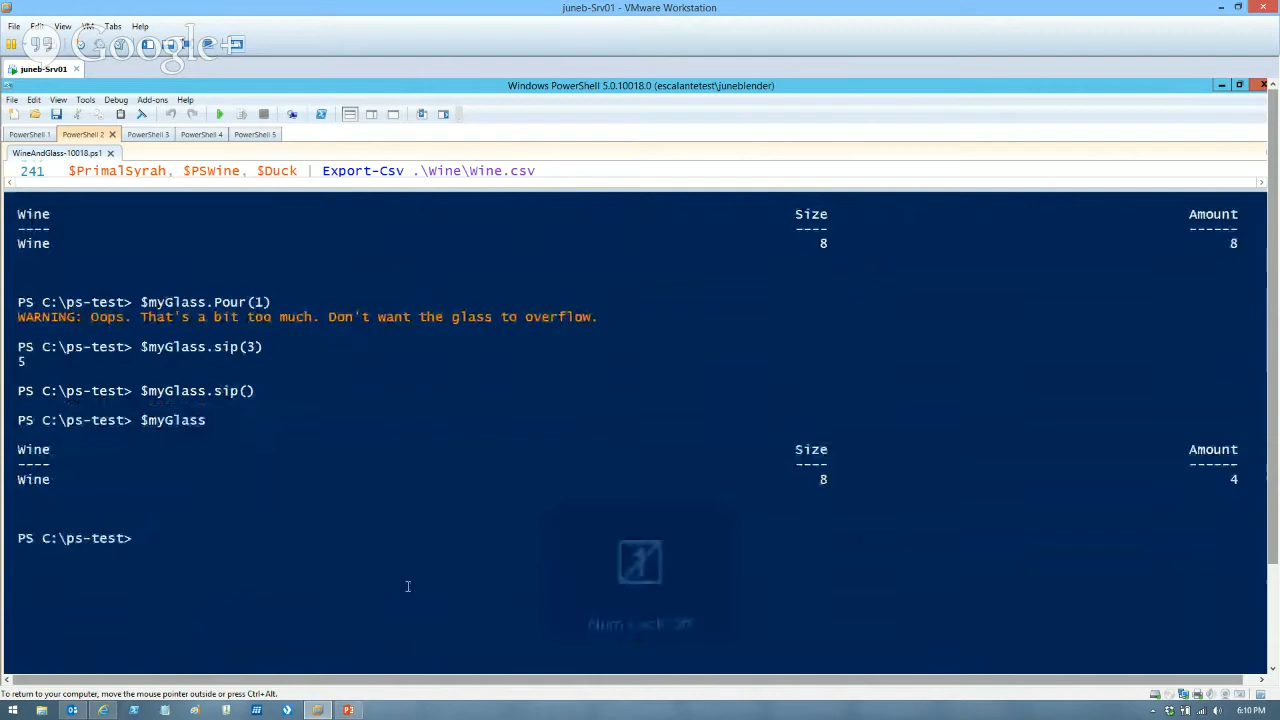 juneb-Srv01 - VMware Workstation
File Edit View VM Tabs Help
Google+
juneb-Srv01
Windows PowerShell 5.0.10018.0 (escalantetest\juneblender)
File Edit View Tools Debug Add-ons Help
PowerShell 1 PowerShell 2 PowerShell 3 PowerShell 4 PowerShell 5
WineAndGlass-10018.ps1
241 $PrimalSyrah, $PSWine, $Duck | Export-Csv .\Wine\Wine.csv
Wine Size Amount
---- ---- ------
Wine 8 8
PS C:\ps-test> $myGlass.Pour(1)
WARNING: Oops. That's a bit too much. Don't want the glass to overflow.
PS C:\ps-test> $myGlass.sip(3)
5
PS C:\ps-test> $myGlass.sip()
PS C:\ps-test> $myGlass
Wine Size Amount
---- ---- ------
Wine 8 4
PS C:\ps-test>
Num Lock Off
To return to your computer, move the mouse pointer outside or press Ctrl+Alt.
6:10 PM